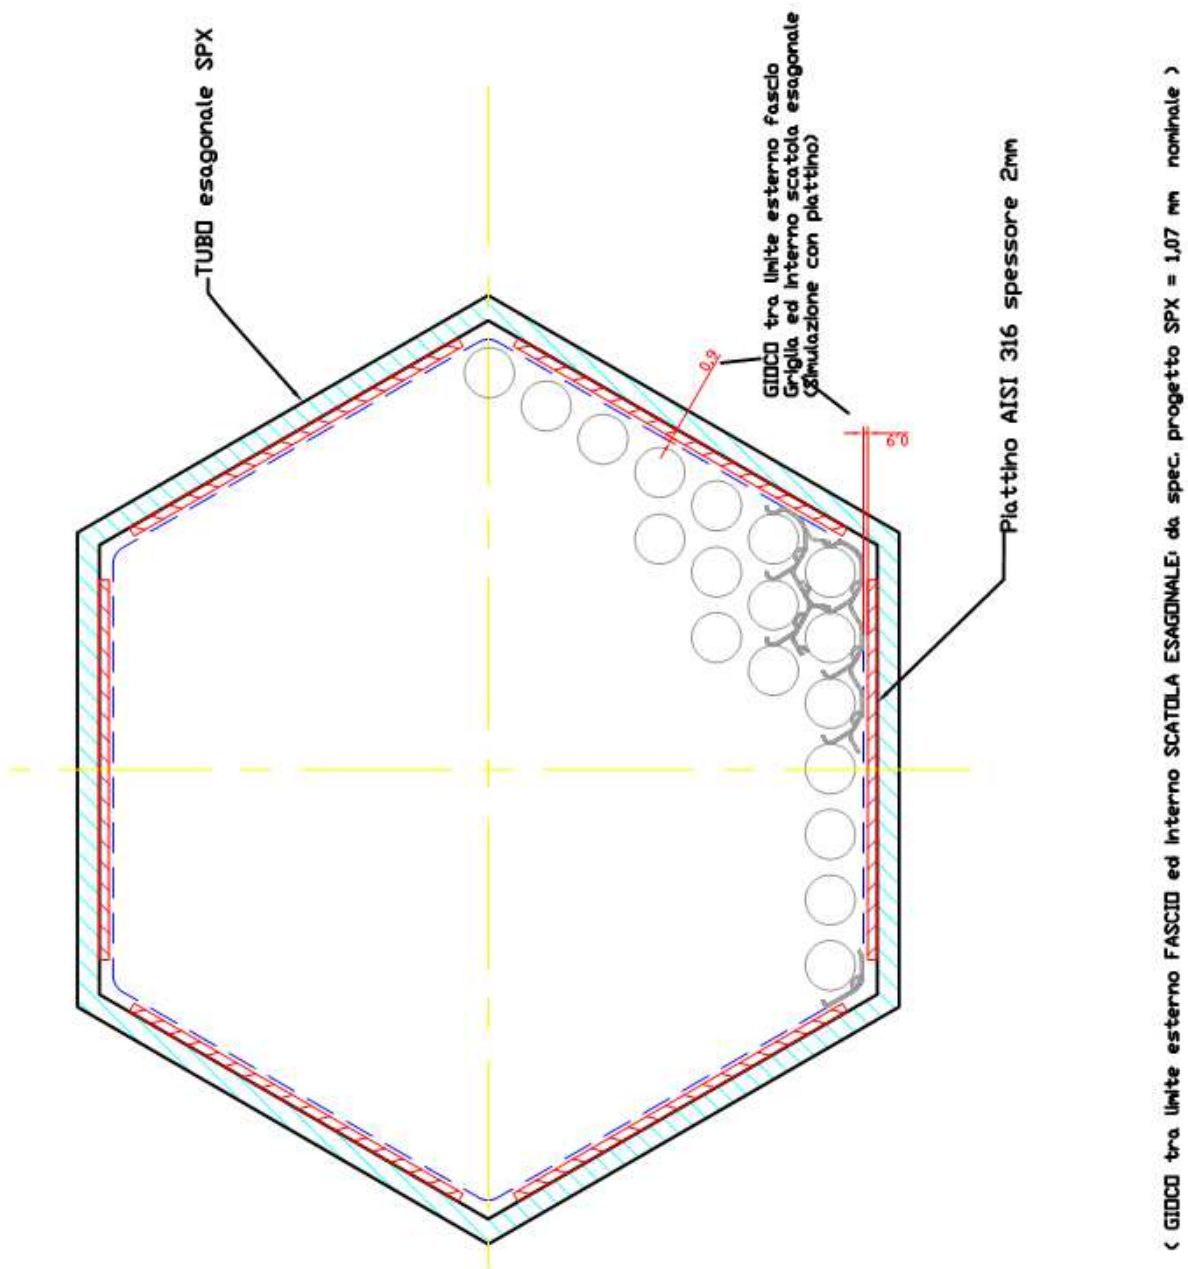 TUBO esagonale SPX
GIOCO tra limite esterno fascio
Griglia ed interno scatola esagonale
(Simulazione con piattino)
0,9
0,9
Piattino AISI 316 spessore 2mm
( GIOCO tra limite esterno FASCIO ed interno SCATOLA ESAGONALE: da spec. progetto SPX = 1,07 mm nominale )